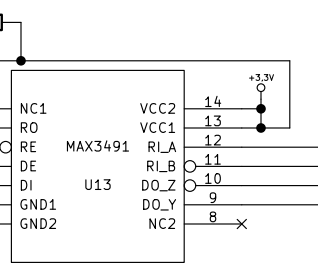 +3,3V
NC1 VCC2 14
RO VCC1 13
RE MAX3491 RI_A 12
DE RI_B 11
DI U13 DO_Z 10
GND1 DO_Y 9
GND2 NC2 8